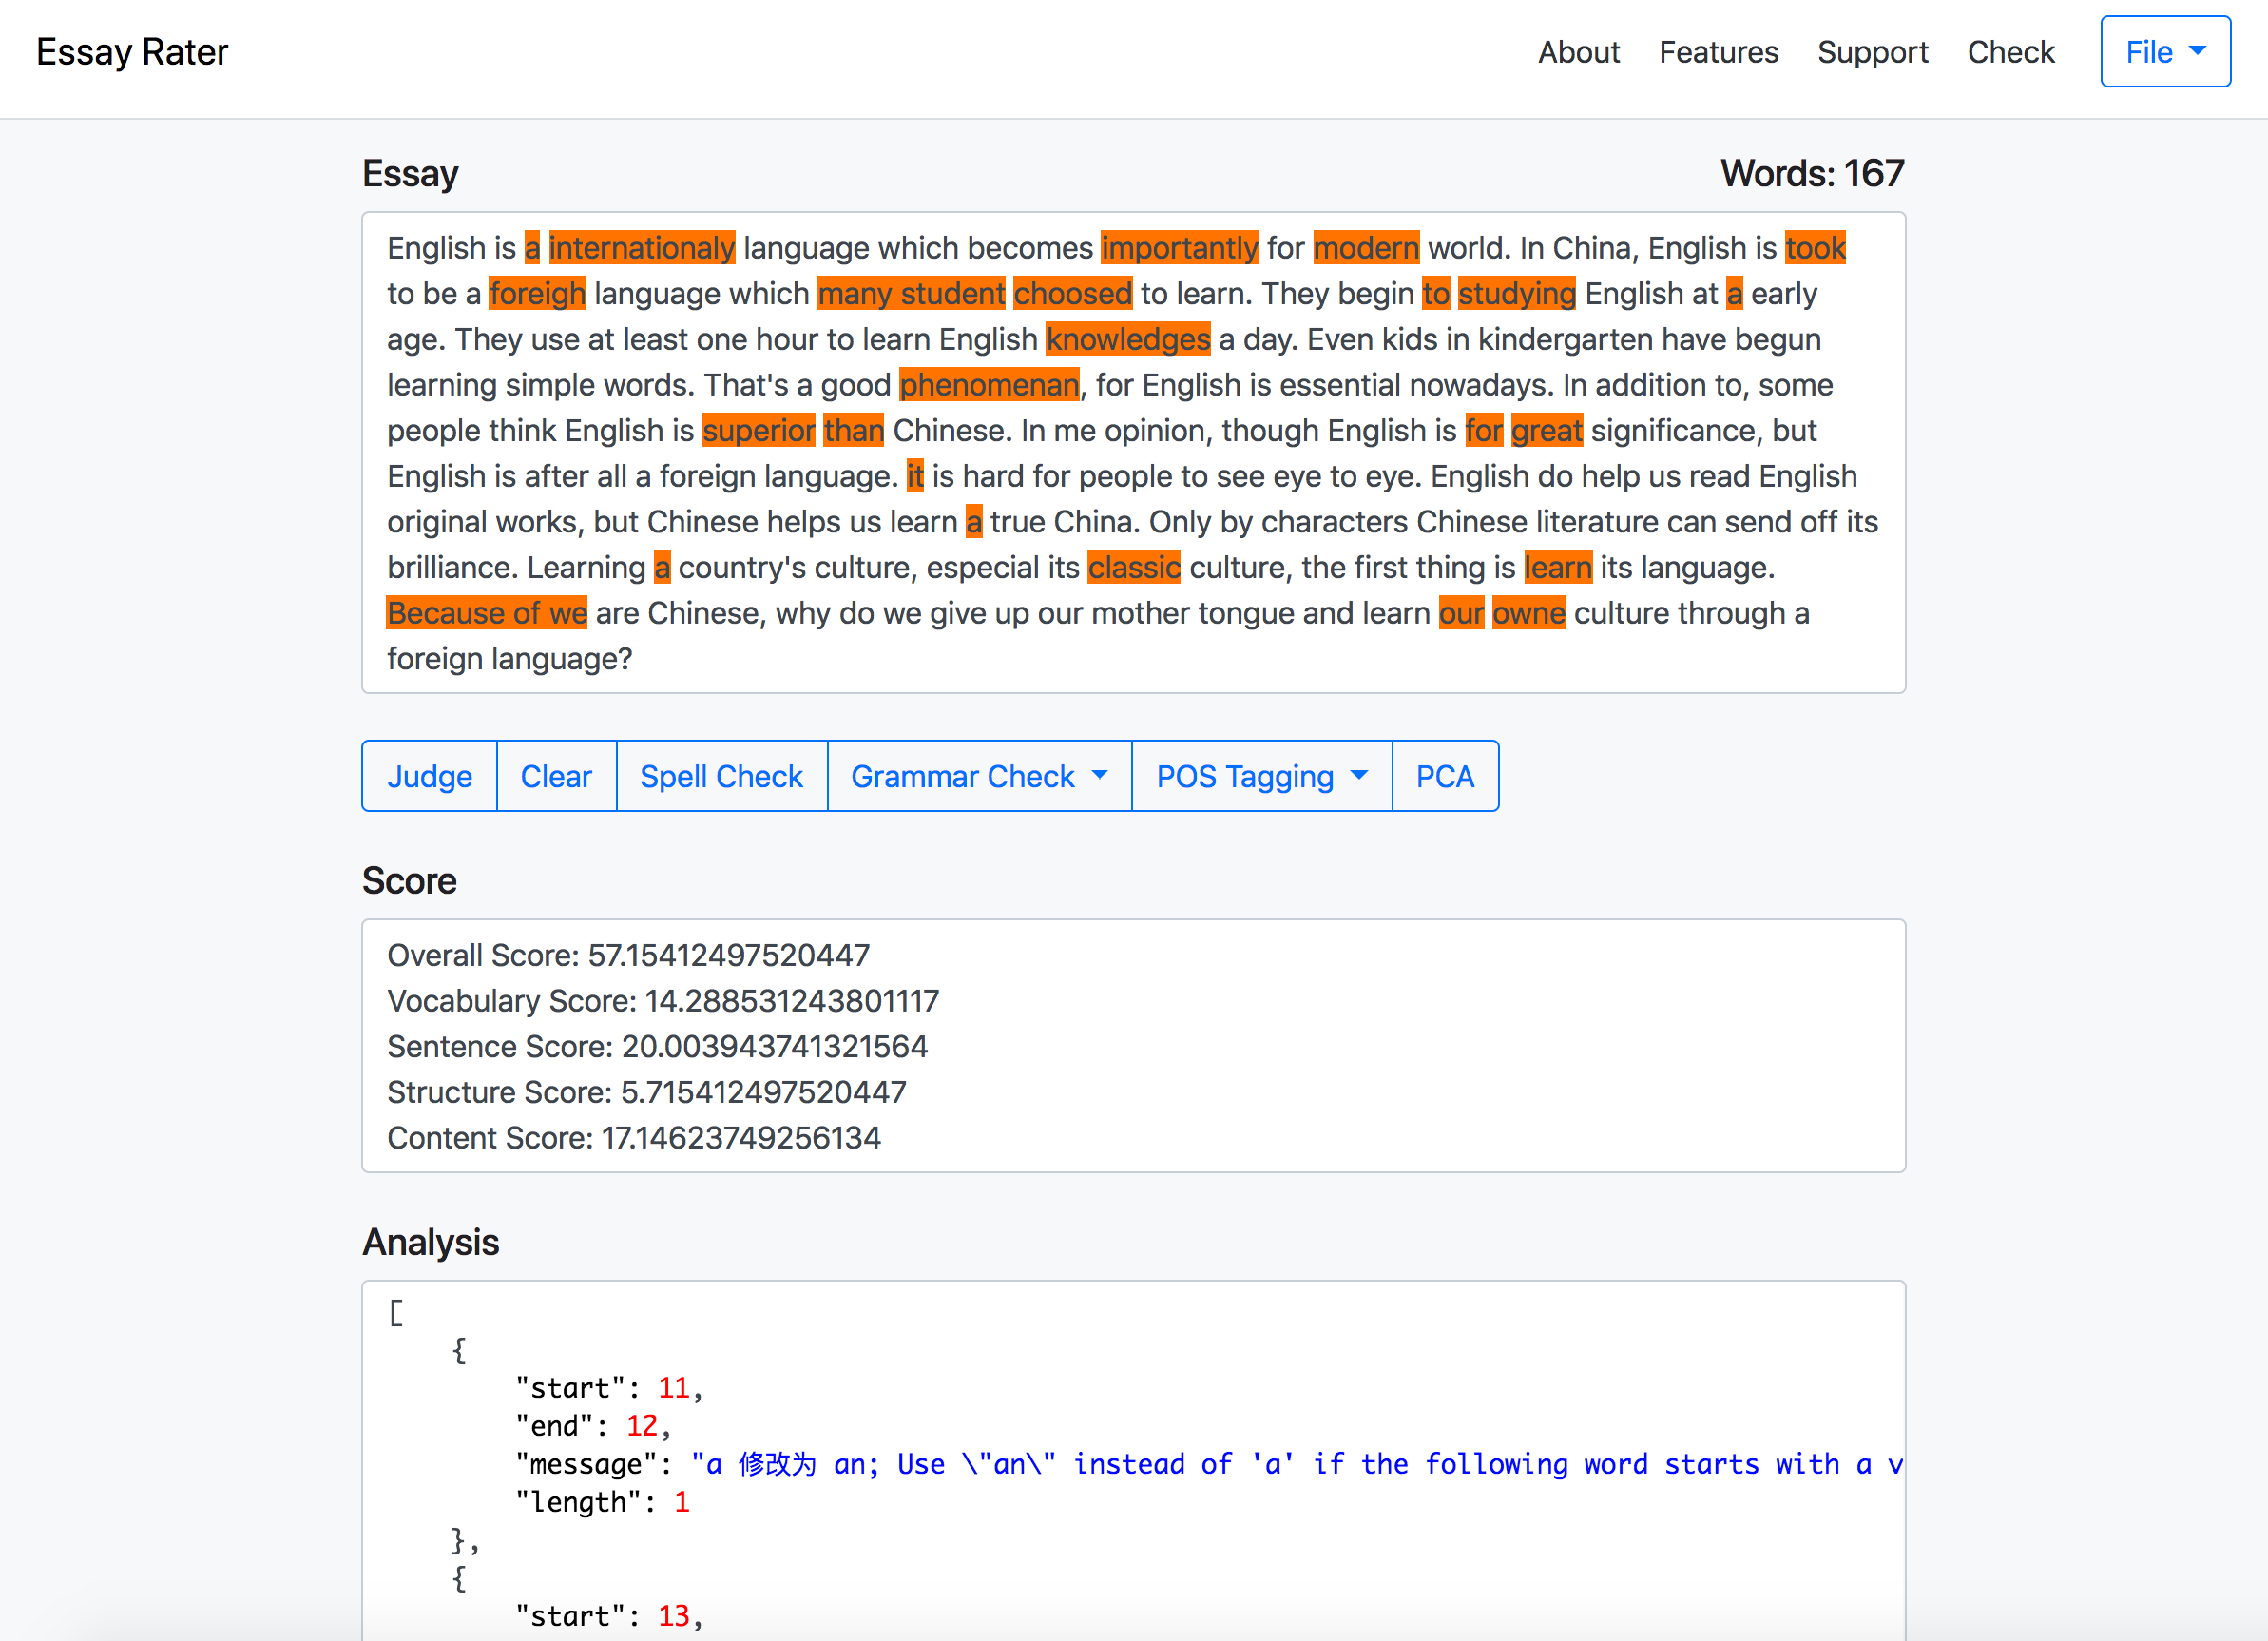 Essay Rater
About Features Support Check File
Essay Words: 167
English is a internationaly language which becomes importantly for modern world. In China, English is took
to be a foreigh language which many student choosed to learn. They begin to studying English at a early
age. They use at least one hour to learn English knowledges a day. Even kids in kindergarten have begun
learning simple words. That's a good phenomenan, for English is essential nowadays. In addition to, some
people think English is superior than Chinese. In me opinion, though English is for great significance, but
English is after all a foreign language. it is hard for people to see eye to eye. English do help us read English
original works, but Chinese helps us learn a true China. Only by characters Chinese literature can send off its
brilliance. Learning a country's culture, especial its classic culture, the first thing is learn its language.
Because of we are Chinese, why do we give up our mother tongue and learn our owne culture through a
foreign language?
Judge Clear Spell Check Grammar Check POS Tagging PCA
Score
Overall Score: 57.15412497520447
Vocabulary Score: 14.288531243801117
Sentence Score: 20.003943741321564
Structure Score: 5.715412497520447
Content Score: 17.14623749256134
Analysis
[
{
"start": 11,
"end": 12,
"message": "a 修改为 an; Use \"an\" instead of 'a' if the following word starts with a v
"length": 1
},
{
"start": 13,